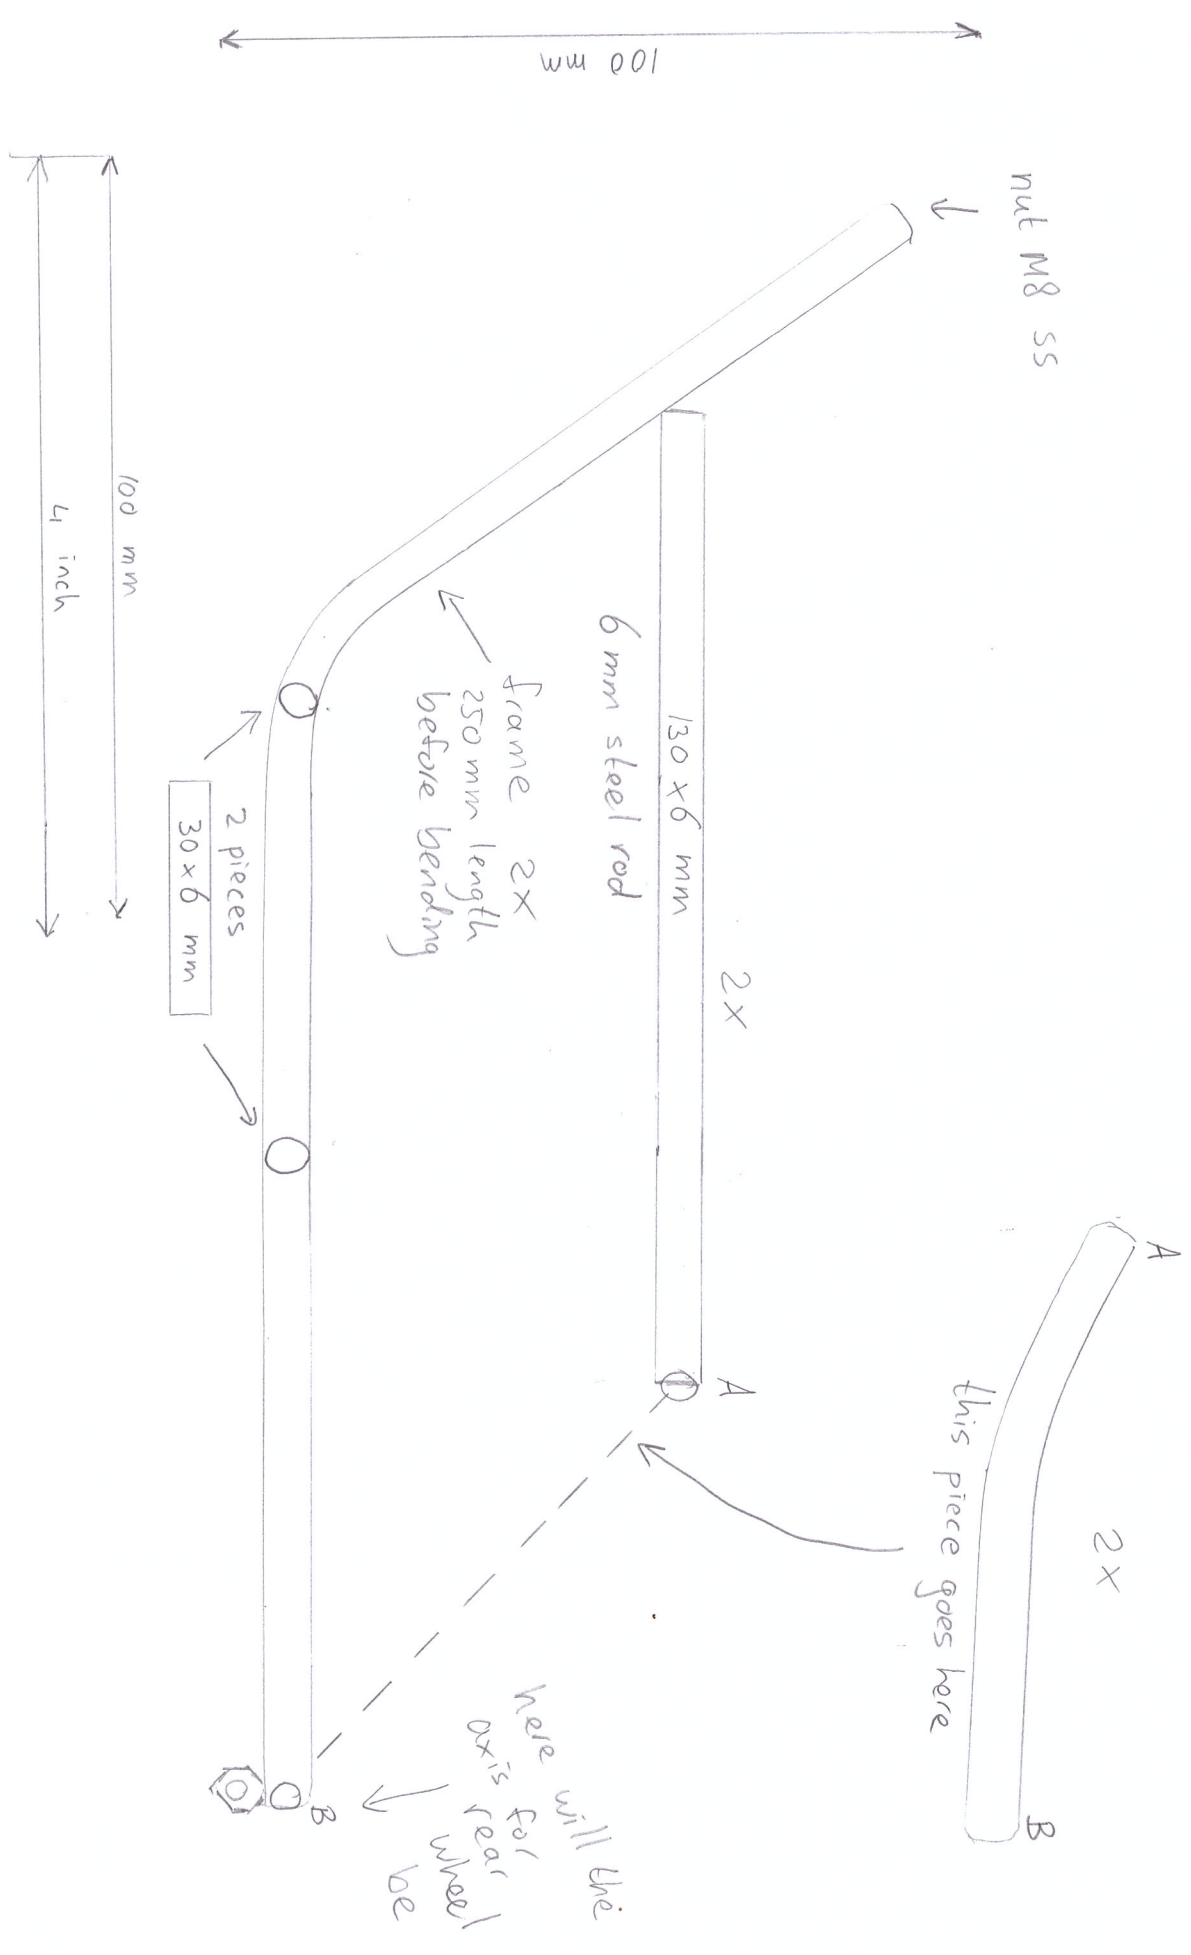 nut M8 ss
A
2x
B
this piece goes here
2x
A
130 x 6 mm
6 mm steel rod
frame 2x
250 mm length
before bending
here will the
axis for
rear
wheel
be
B
2 pieces
30 x 6 mm
100 mm
4 inch
100 mm